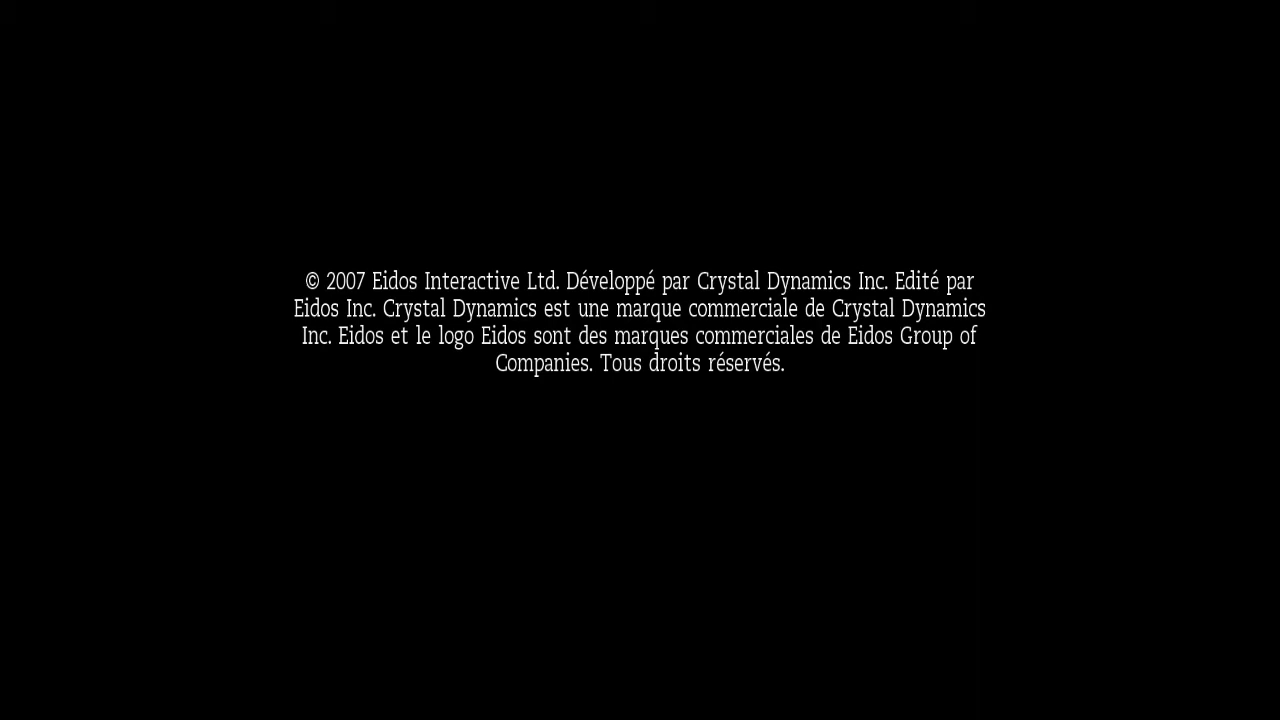 © 2007 Eidos Interactive Ltd. Développé par Crystal Dynamics Inc. Edité par
Eidos Inc. Crystal Dynamics est une marque commerciale de Crystal Dynamics
Inc. Eidos et le logo Eidos sont des marques commerciales de Eidos Group of
Companies. Tous droits réservés.